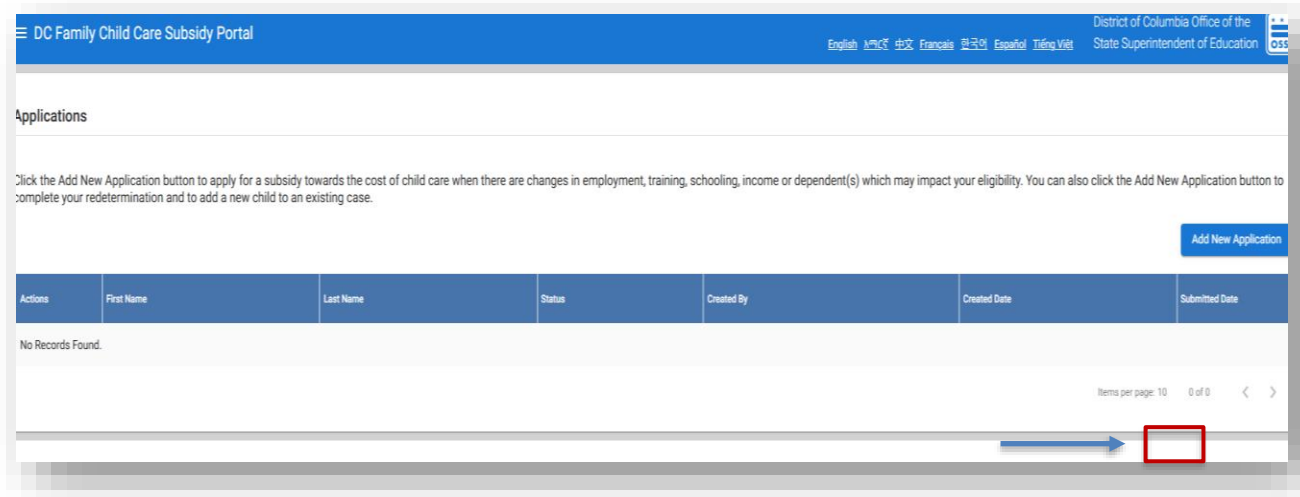 ≡ DC Family Child Care Subsidy Portal
English አማርኛ 中文 Français 한국어 Español Tiếng Việt
District of Columbia Office of the
State Superintendent of Education
OSS
Applications
Click the Add New Application button to apply for a subsidy towards the cost of child care when there are changes in employment, training, schooling, income or dependent(s) which may impact your eligibility. You can also click the Add New Application button to
complete your redetermination and to add a new child to an existing case.
Add New Application
Actions First Name Last Name Status Created By Created Date Submitted Date
No Records Found.
Items per page: 10 0 of 0 < >